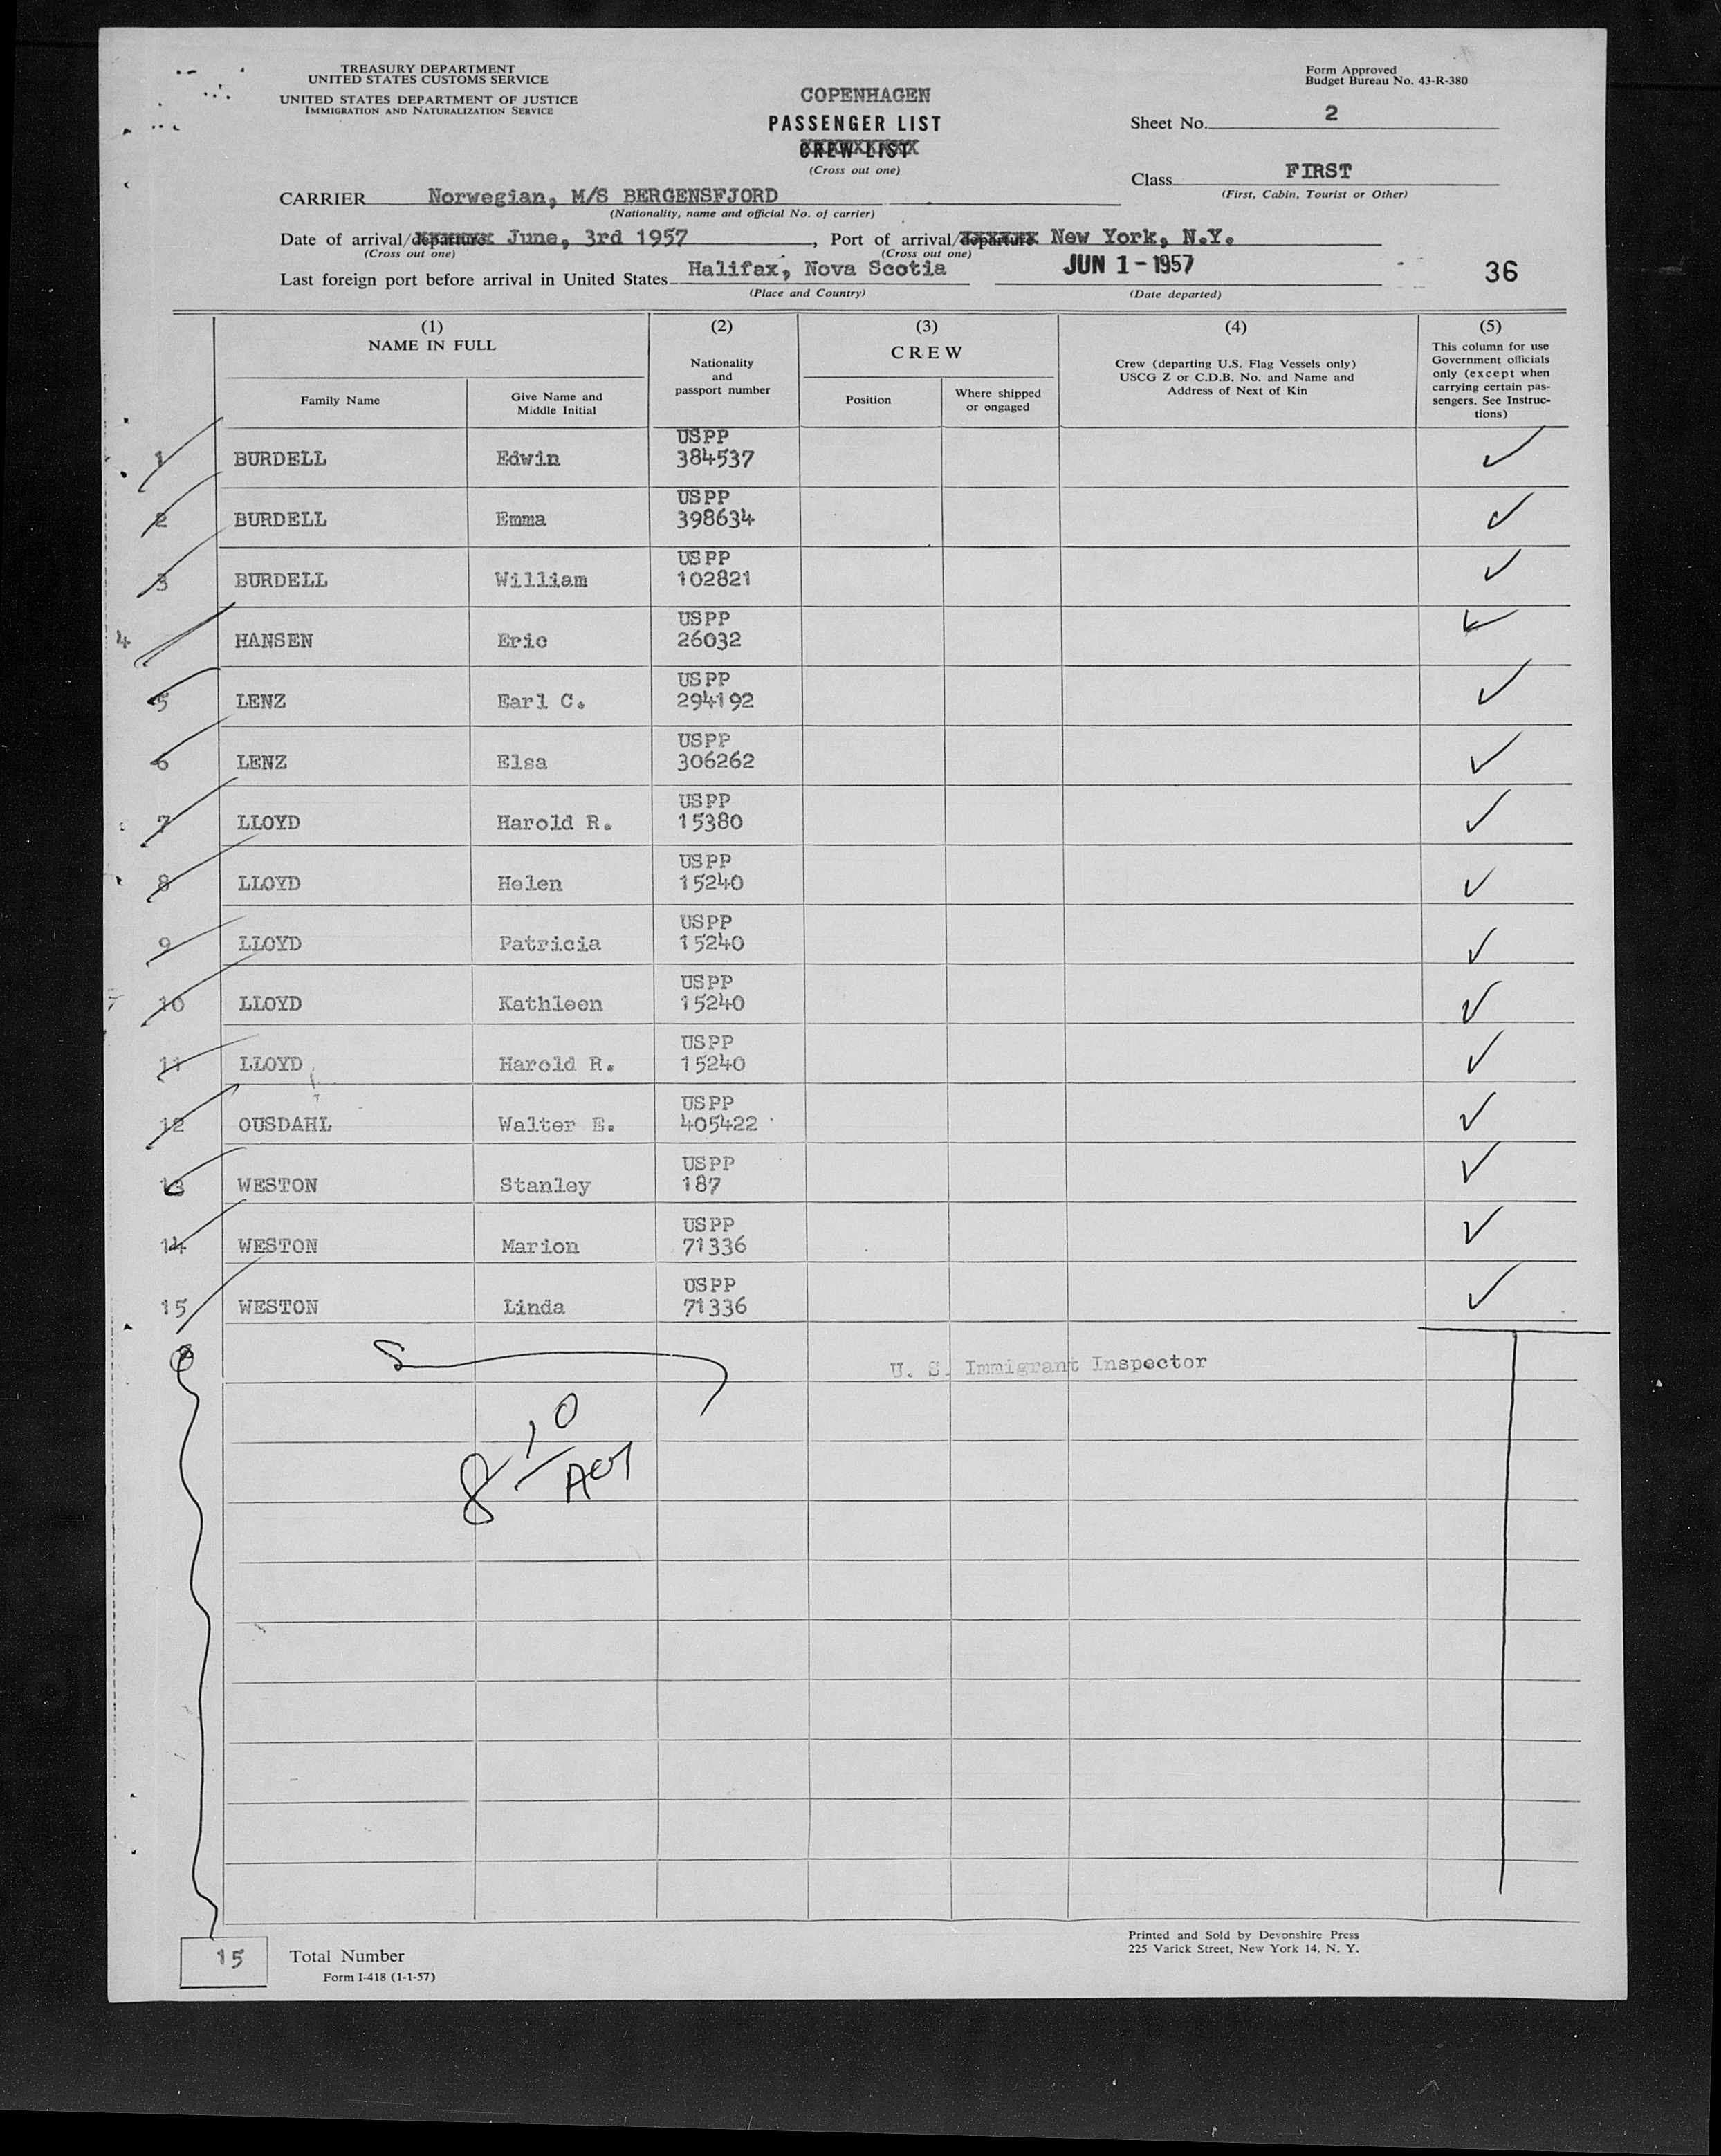 TREASURY DEPARTMENT
UNITED STATES CUSTOMS SERVICE
UNITED STATES DEPARTMENT OF JUSTICE
IMMIGRATION AND NATURALIZATION SERVICE
COPENHAGEN
PASSENGER LIST
CREW LIST
(Cross out one)
Form Approved
Budget Bureau No. 43-R-380
Sheet No. 2
Class FIRST
(First, Cabin, Tourist or Other)
CARRIER Norwegian, M/S BERGENSFJORD
(Nationality, name and official No. of carrier)
Date of arrival/departure June, 3rd 1957, Port of arrival/departure New York, N.Y.
(Cross out one) (Cross out one)
Last foreign port before arrival in United States Halifax, Nova Scotia JUN 1-1957 36
(Place and Country) (Date departed)
(1) (2) (3) (4) (5)
NAME IN FULL
Family Name
Give Name and
Middle Initial
Nationality
and
passport number
CREW
Position
Where shipped
or engaged
Crew (departing U.S. Flag Vessels only)
USCG Z or C.D.B. No. and Name and
Address of Next of Kin
This column for use
Government officials
only (except when
carrying certain pas-
sengers. See Instruc-
tions)
USPP
1 BURDELL Edwin 384537
USPP
2 BURDELL Emma 398634
USPP
3 BURDELL William 102821
USPP
4 HANSEN Eric 26032
USPP
5 LENZ Earl C. 294192
USPP
6 LENZ Elsa 306262
USPP
7 LLOYD Harold R. 15380
USPP
8 LLOYD Helen 15240
USPP
9 LLOYD Patricia 15240
USPP
10 LLOYD Kathleen 15240
USPP
11 LLOYD Harold R. 15240
USPP
12 OUSDAHL Walter E. 405422
USPP
13 WESTON Stanley 187
USPP
14 WESTON Marion 71336
USPP
15 WESTON Linda 71336
U. S. Immigrant Inspector
15 Total Number
Form I-418 (1-1-57)
Printed and Sold by Devonshire Press
225 Varick Street, New York 14, N. Y.